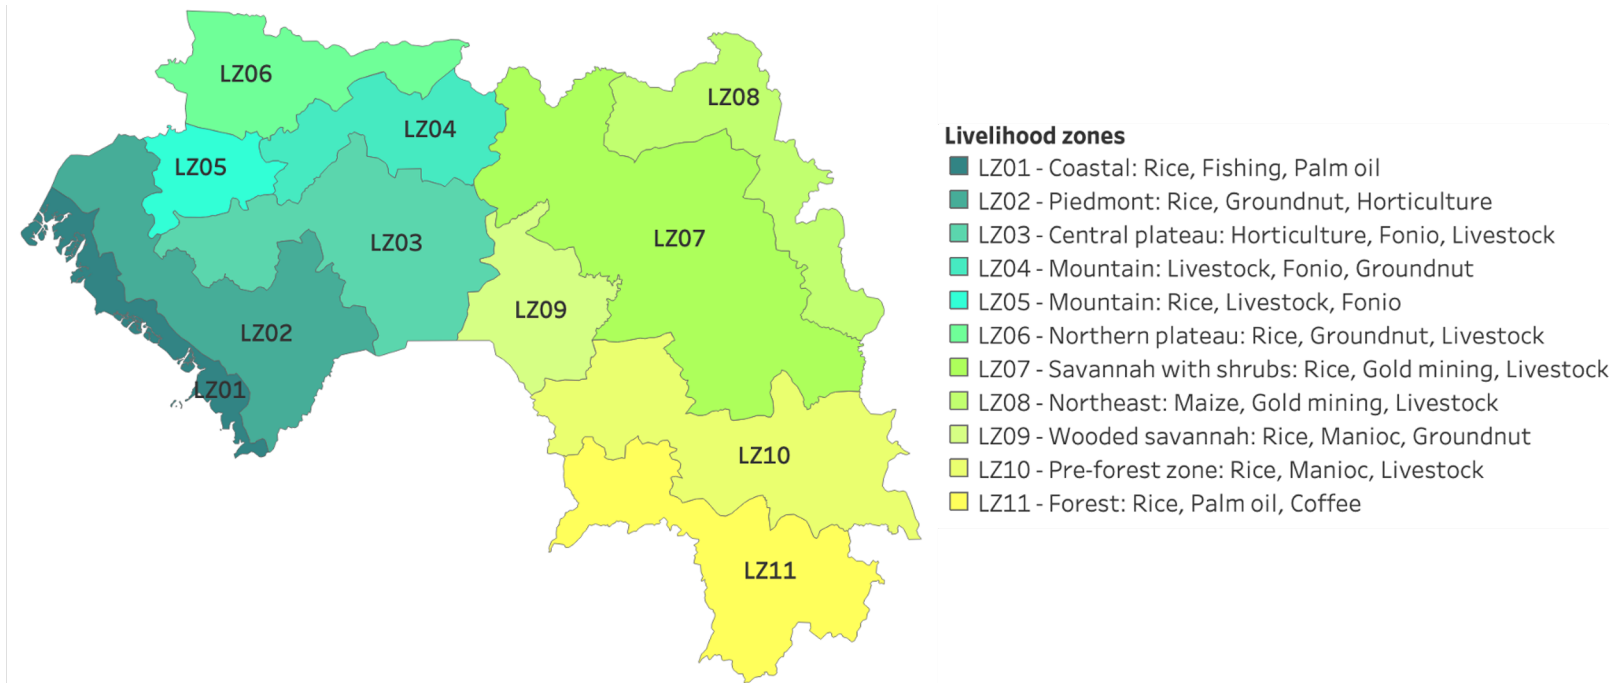 LZ06
LZ08
LZ04
LZ05
LZ03
LZ07
LZ09
LZ02
LZ01
LZ10
LZ11
Livelihood zones
LZ01 - Coastal: Rice, Fishing, Palm oil
LZ02 - Piedmont: Rice, Groundnut, Horticulture
LZ03 - Central plateau: Horticulture, Fonio, Livestock
LZ04 - Mountain: Livestock, Fonio, Groundnut
LZ05 - Mountain: Rice, Livestock, Fonio
LZ06 - Northern plateau: Rice, Groundnut, Livestock
LZ07 - Savannah with shrubs: Rice, Gold mining, Livestock
LZ08 - Northeast: Maize, Gold mining, Livestock
LZ09 - Wooded savannah: Rice, Manioc, Groundnut
LZ10 - Pre-forest zone: Rice, Manioc, Livestock
LZ11 - Forest: Rice, Palm oil, Coffee